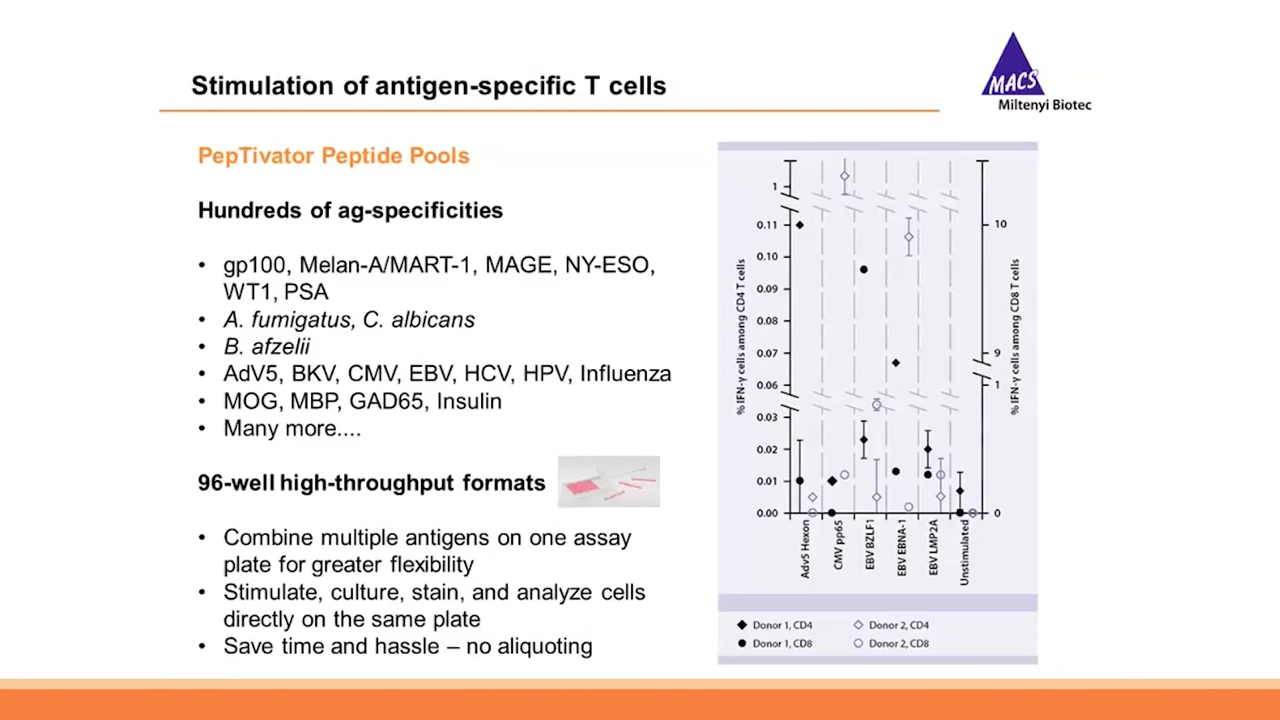 Stimulation of antigen-specific T cells
MACS
Miltenyi Biotec
PepTivator Peptide Pools
Hundreds of ag-specificities
• gp100, Melan-A/MART-1, MAGE, NY-ESO,
WT1, PSA
• A. fumigatus, C. albicans
• B. afzelii
• AdV5, BKV, CMV, EBV, HCV, HPV, Influenza
• MOG, MBP, GAD65, Insulin
• Many more....
96-well high-throughput formats
• Combine multiple antigens on one assay
plate for greater flexibility
• Stimulate, culture, stain, and analyze cells
directly on the same plate
• Save time and hassle – no aliquoting
% IFN-γ cells among CD4 T cells
1
0.11
0.10
0.09
0.08
0.07
0.06
0.03
0.02
0.01
0.00
10
9
1
0
% IFN-γ cells among CD8 T cells
Adv5 Hexon
CMV pp65
EBV BZLF1
EBV EBNA-1
EBV LMP2A
Unstimulated
Donor 1, CD4
Donor 2, CD4
Donor 1, CD8
Donor 2, CD8